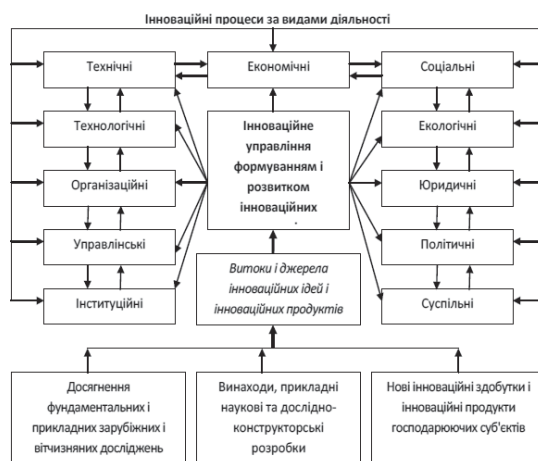 Інноваційні процеси за видами діяльності
Технічні
Економічні
Соціальні
Технологічні
Інноваційне
управління
формуванням і
розвитком
інноваційних
.
Екологічні
Організаційні
Юридичні
Управлінські
Політичні
Витоки і джерела
інноваційних ідей і
інноваційних продуктів
Інституційні
Суспільні
Досягнення
фундаментальних і
прикладних зарубіжних і
вітчизняних досліджень
Винаходи, прикладні
наукові та дослідно-
конструкторські
розробки
Нові інноваційні здобутки і
інноваційні продукти
господарюючих суб'єктів